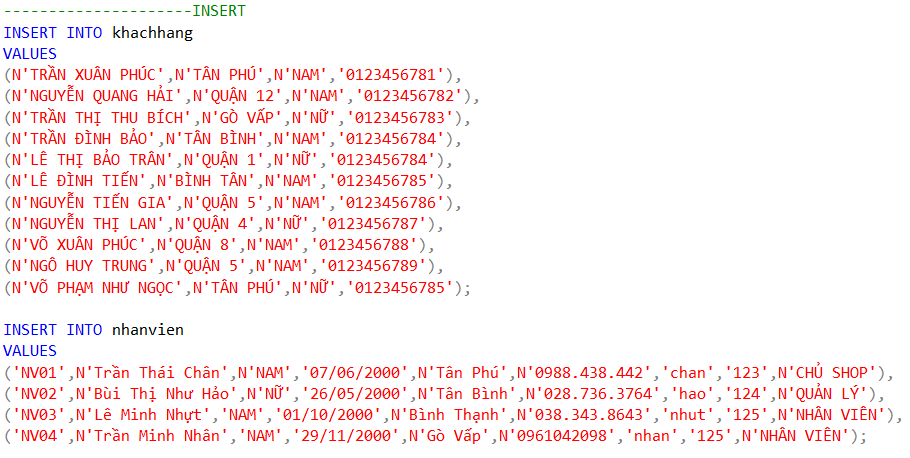 ---------------------INSERT
INSERT INTO khachhang
VALUES
(N'TRẦN XUÂN PHÚC',N'TÂN PHÚ',N'NAM','0123456781'),
(N'NGUYỄN QUANG HẢI',N'QUẬN 12',N'NAM','0123456782'),
(N'TRẦN THỊ THU BÍCH',N'GÒ VẤP',N'NỮ','0123456783'),
(N'TRẦN ĐÌNH BẢO',N'TÂN BÌNH',N'NAM','0123456784'),
(N'LÊ THỊ BẢO TRÂN',N'QUẬN 1',N'NỮ','0123456784'),
(N'LÊ ĐÌNH TIẾN',N'BÌNH TÂN',N'NAM','0123456785'),
(N'NGUYỄN TIẾN GIA',N'QUẬN 5',N'NAM','0123456786'),
(N'NGUYỄN THỊ LAN',N'QUẬN 4',N'NỮ','0123456787'),
(N'VÕ XUÂN PHÚC',N'QUẬN 8',N'NAM','0123456788'),
(N'NGÔ HUY TRUNG',N'QUẬN 5',N'NAM','0123456789'),
(N'VÕ PHẠM NHƯ NGỌC',N'TÂN PHÚ',N'NỮ','0123456785');
INSERT INTO nhanvien
VALUES
('NV01',N'Trần Thái Chân',N'NAM','07/06/2000',N'Tân Phú',N'0988.438.442','chan','123',N'CHỦ SHOP'),
('NV02',N'Bùi Thị Như Hảo',N'NỮ','26/05/2000',N'Tân Bình',N'028.736.3764','hao','124',N'QUẢN LÝ'),
('NV03',N'Lê Minh Nhựt','NAM','01/10/2000',N'Bình Thạnh',N'038.343.8643','nhut','125',N'NHÂN VIÊN'),
('NV04',N'Trần Minh Nhân','NAM','29/11/2000',N'Gò Vấp',N'0961042098','nhan','125',N'NHÂN VIÊN');